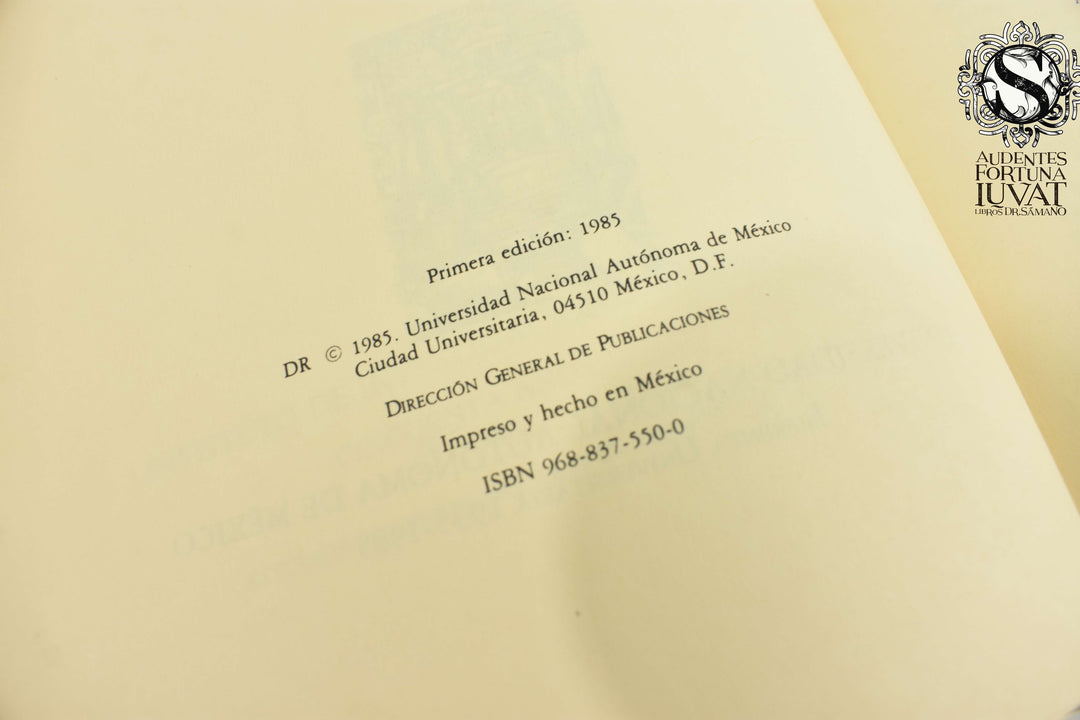 Primera edición: 1985
DR © 1985. Universidad Nacional Autónoma de México
Ciudad Universitaria, 04510 México, D.F.
DIRECCIÓN GENERAL DE PUBLICACIONES
Impreso y hecho en México
ISBN 968-837-550-0
S
AUDENTES
FORTUNA
IUVAT
LIBROS DR. SÁMANO